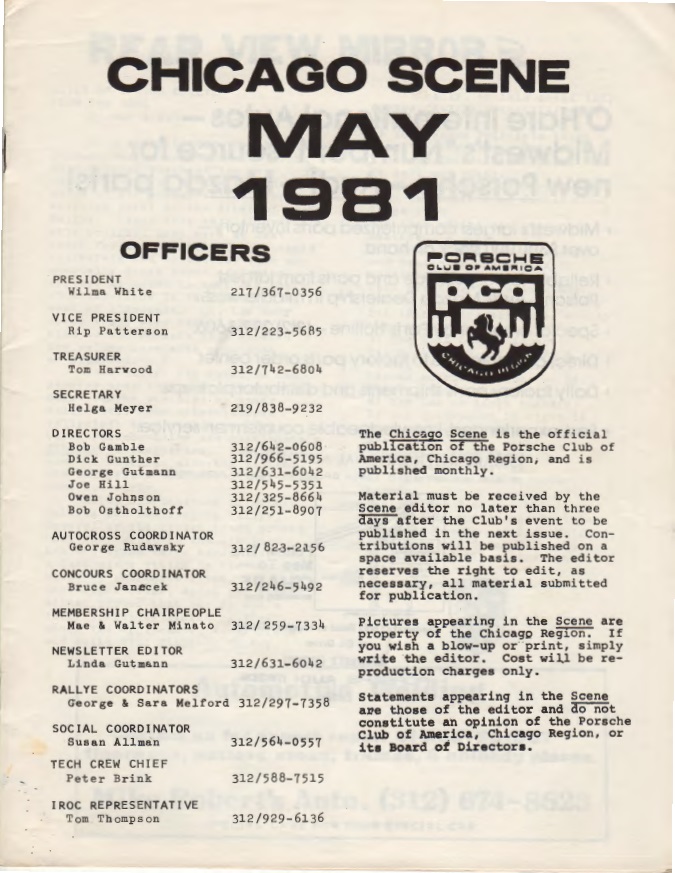 CHICAGO SCENE
MAY
1981
OFFICERS
PRESIDENT
Wilma White 217/367-0356
VICE PRESIDENT
Rip Patterson 312/223-5685
TREASURER
Tom Harwood 312/742-6804
SECRETARY
Helga Meyer 219/838-9232
DIRECTORS
Bob Gamble 312/642-0608
Dick Gunther 312/966-5195
George Gutmann 312/631-6042
Joe Hill 312/545-5351
Owen Johnson 312/325-8664
Bob Ostholthoff 312/251-8907
AUTOCROSS COORDINATOR
George Rudawsky 312/823-2156
CONCOURS COORDINATOR
Bruce Janecek 312/246-5492
MEMBERSHIP CHAIRPEOPLE
Mae & Walter Minato 312/259-7334
NEWSLETTER EDITOR
Linda Gutmann 312/631-6042
RALLYE COORDINATORS
George & Sara Melford 312/297-7358
SOCIAL COORDINATOR
Susan Allman 312/564-0557
TECH CREW CHIEF
Peter Brink 312/588-7515
IROC REPRESENTATIVE
Tom Thompson 312/929-6136
PORSCHE
CLUB OF AMERICA
pca
CHICAGO REGION
The Chicago Scene is the official
publication of the Porsche Club of
America, Chicago Region, and is
published monthly.
Material must be received by the
Scene editor no later than three
days after the Club's event to be
published in the next issue. Con-
tributions will be published on a
space available basis. The editor
reserves the right to edit, as
necessary, all material submitted
for publication.
Pictures appearing in the Scene are
property of the Chicago Region. If
you wish a blow-up or print, simply
write the editor. Cost will be re-
production charges only.
Statements appearing in the Scene
are those of the editor and do not
constitute an opinion of the Porsche
Club of America, Chicago Region, or
its Board of Directors.